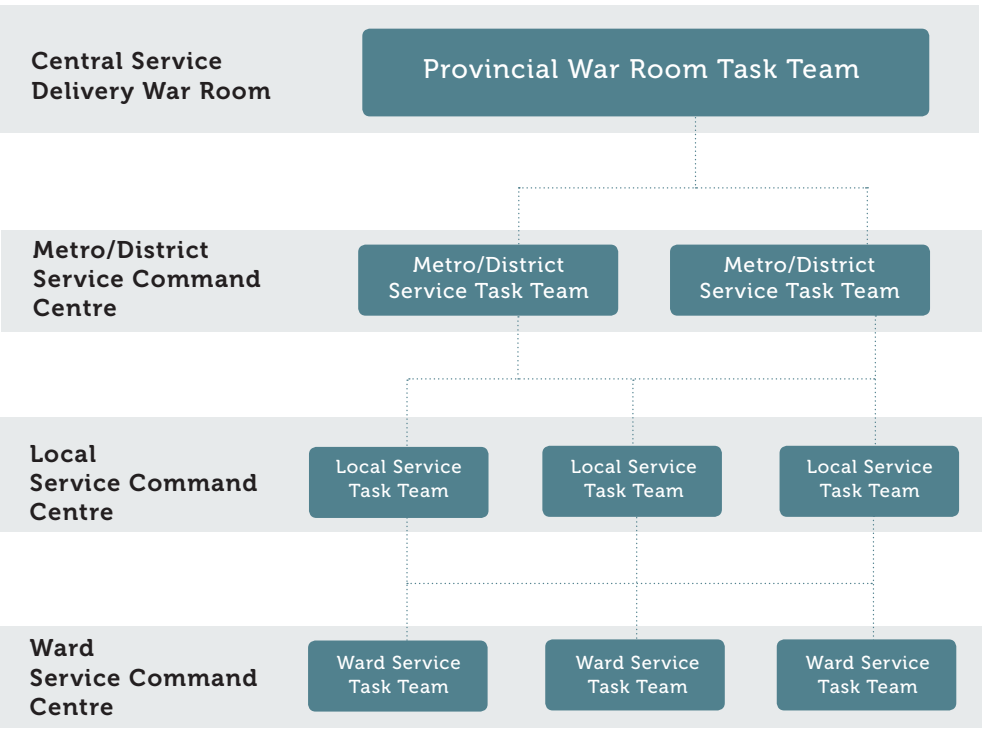 Central Service
Delivery War Room
Provincial War Room Task Team
Metro/District
Service Command
Centre
Metro/District
Service Task Team
Metro/District
Service Task Team
Local
Service Command
Centre
Local Service
Task Team
Local Service
Task Team
Local Service
Task Team
Ward
Service Command
Centre
Ward Service
Task Team
Ward Service
Task Team
Ward Service
Task Team